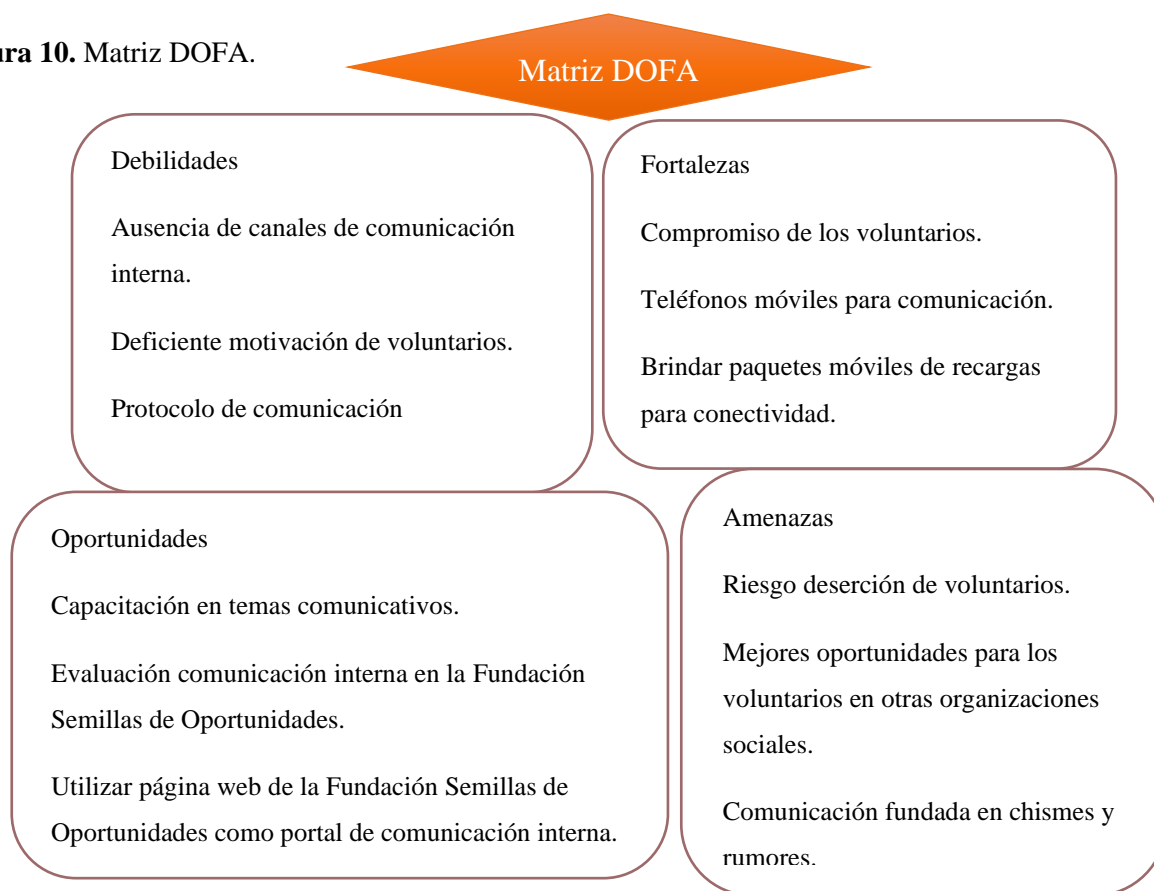 ura 10. Matriz DOFA.
Matriz DOFA
Debilidades
Ausencia de canales de comunicación
interna.
Deficiente motivación de voluntarios.
Protocolo de comunicación
Fortalezas
Compromiso de los voluntarios.
Teléfonos móviles para comunicación.
Brindar paquetes móviles de recargas
para conectividad.
Oportunidades
Capacitación en temas comunicativos.
Evaluación comunicación interna en la Fundación
Semillas de Oportunidades.
Utilizar página web de la Fundación Semillas de
Oportunidades como portal de comunicación interna.
Amenazas
Riesgo deserción de voluntarios.
Mejores oportunidades para los
voluntarios en otras organizaciones
sociales.
Comunicación fundada en chismes y
rumores.